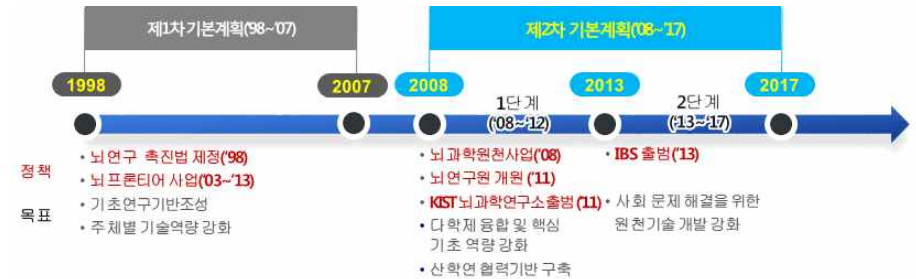 제1차 기본계획('98~'07)
제2차 기본계획('08~'17)
1998
2007
2008
2013
2017
1단계
('08~'12)
2단계
('13~'17)
정책
목표
• 뇌연구 촉진법 제정('98)
• 뇌프론티어 사업('03~'13)
• 기초연구기반조성
• 주체별 기술역량 강화
• 뇌과학원천사업('08)
• 뇌연구원 개원 ('11)
• KIST 뇌과학연구소출범 ('11)
• 다학제 융합 및 핵심
기초 역량 강화
• 산학연 협력기반 구축
• IBS 출범('13)
• 사회 문제 해결을 위한
원천기술 개발 강화